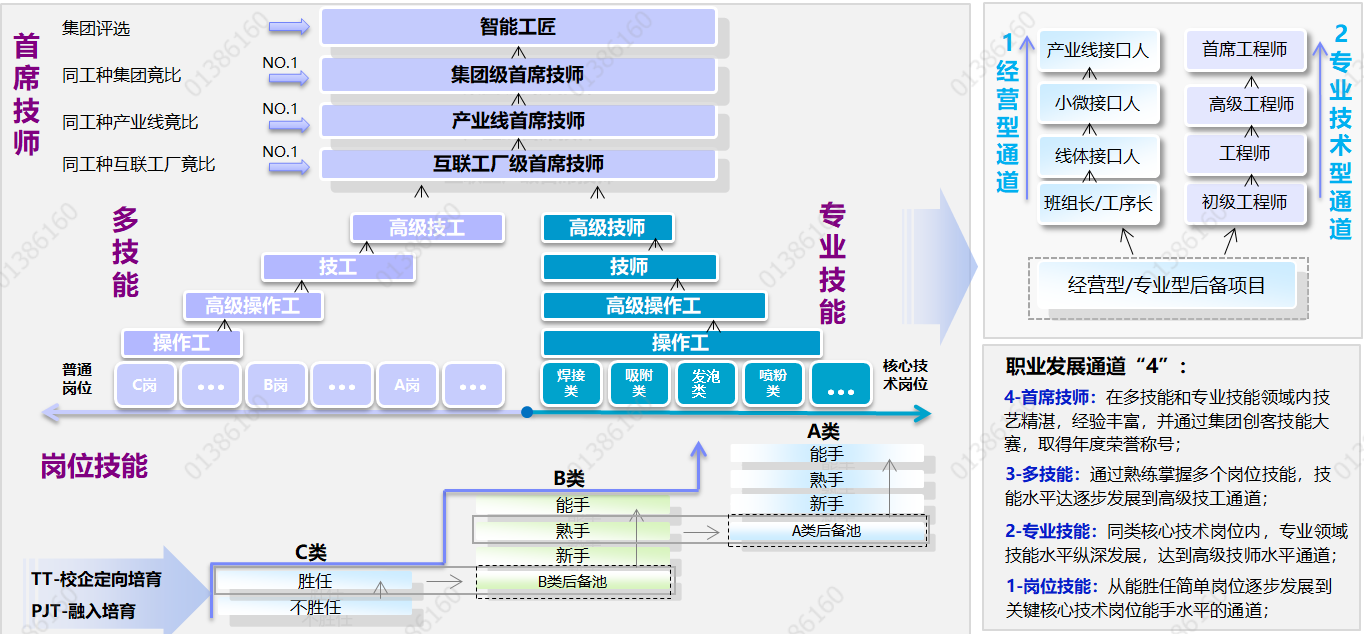 首席技师
集团评选
智能工匠
同工种集团竟比
NO.1
集团级首席技师
同工种产业线竟比
NO.1
产业线首席技师
同工种互联工厂竟比
NO.1
互联工厂级首席技师
多技能
高级技工
技工
高级操作工
操作工
专业技能
高级技师
技师
高级操作工
操作工
普通
岗位
C岗
...
B岗
...
A岗
...
焊接
类
吸附
类
发泡
类
喷粉
类
...
核心技
术岗位
岗位技能
A类
能手
熟手
新手
A类后备池
B类
能手
熟手
新手
B类后备池
C类
胜任
不胜任
TT-校企定向培育
PJT-融入培育
1经营型通道
产业线接口人
小微接口人
线体接口人
班组长/工序长
首席工程师
高级工程师
工程师
初级工程师
2专业技术型通道
经营型/专业型后备项目
职业发展通道“4”：
4-首席技师：在多技能和专业技能领域内技
艺精湛，经验丰富，并通过集团创客技能大
赛，取得年度荣誉称号；
3-多技能：通过熟练掌握多个岗位技能，技
能水平达逐步发展到高级技工通道；
2-专业技能：同类核心技术岗位内，专业领域
技能水平纵深发展，达到高级技师水平通道；
1-岗位技能：从能胜任简单岗位逐步发展到
关键核心技术岗位能手水平的通道；
01386160